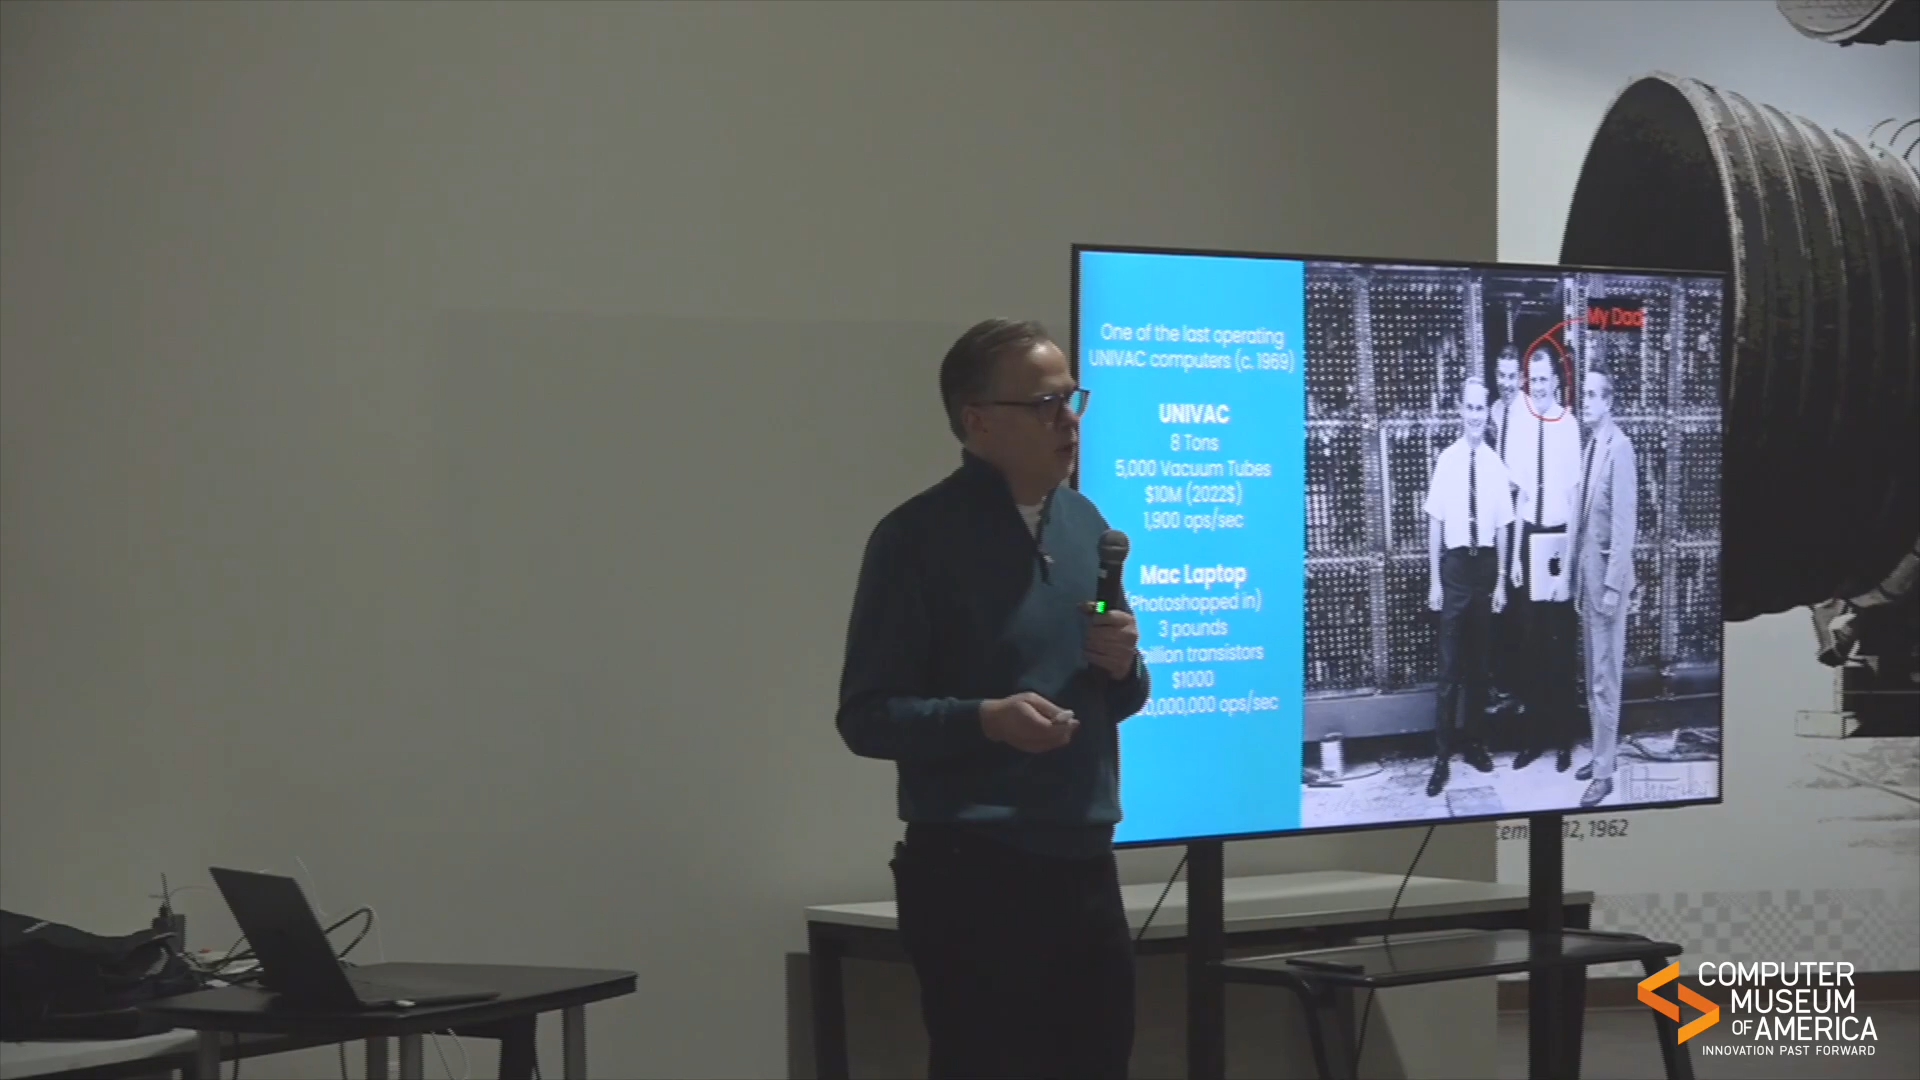 One of the last operating
UNIVAC computers (c. 1969)
UNIVAC
8 Tons
5,000 Vacuum Tubes
$10M (2022$)
1,900 ops/sec
Mac Laptop
(Photoshopped in)
3 pounds
transistors
$1000
ops/sec
My Dad
12, 1962
COMPUTER
MUSEUM
OF AMERICA
INNOVATION PAST FORWARD